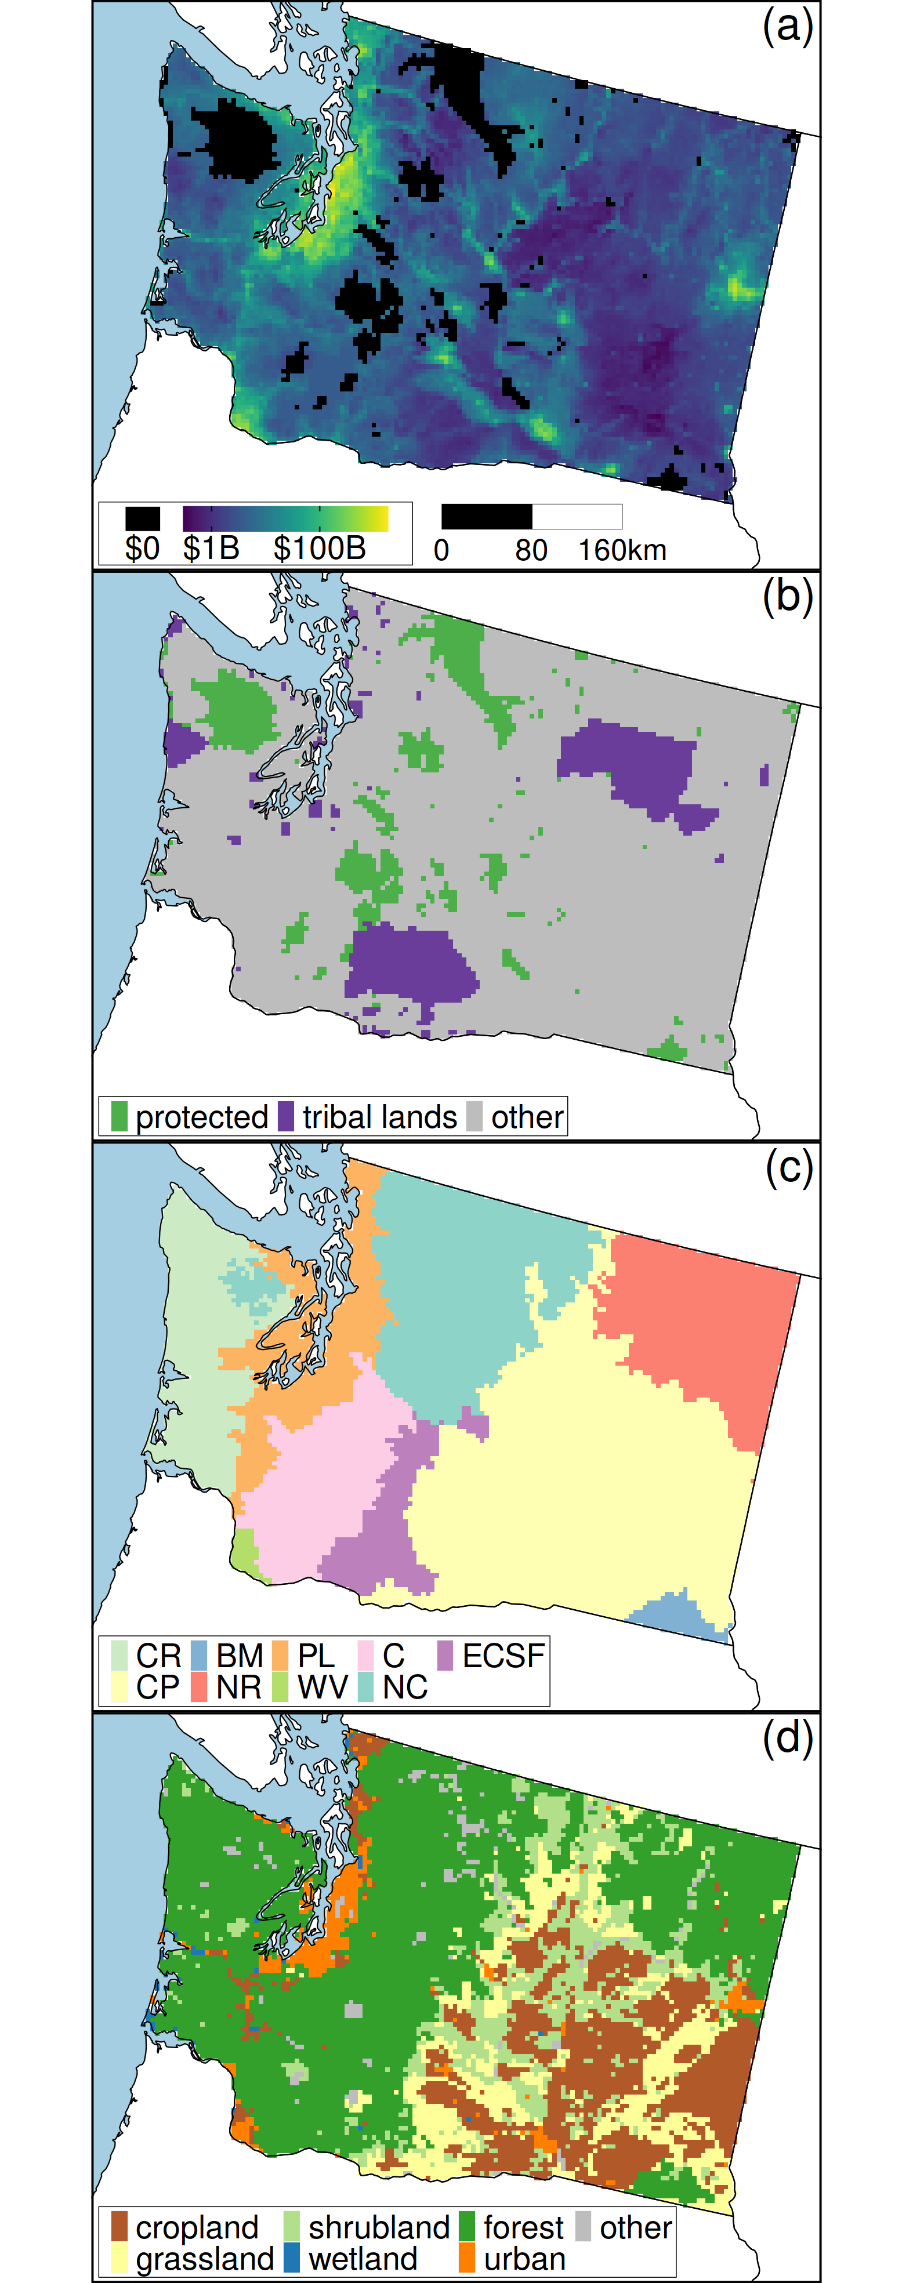 (a)
$0 $1B $100B
0 80 160km
(b)
protected tribal lands other
(c)
CR BM PL C ECSF
CP NR WV NC
(d)
cropland shrubland forest other
grassland wetland urban